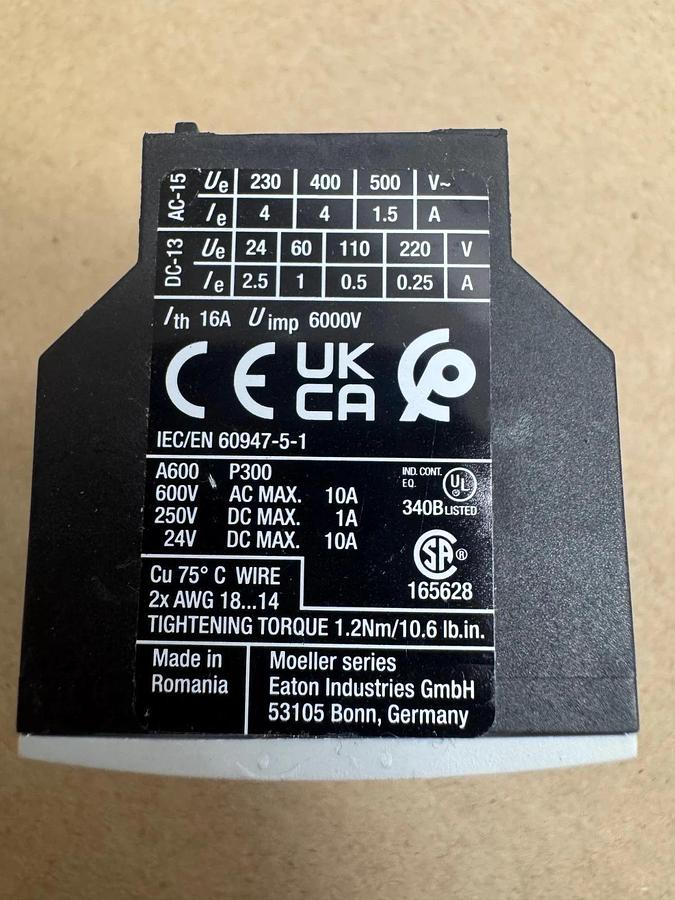 AC-15 Ue 230 400 500 V~
Ie 4 4 1.5 A
DC-13 Ue 24 60 110 220 V
Ie 2.5 1 0.5 0.25 A
Ith 16A Uimp 6000V
CE UK CA
IEC/EN 60947-5-1
A600 P300
600V AC MAX. 10A
250V DC MAX. 1A
24V DC MAX. 10A
IND. CONT. EQ. UL
340B LISTED
CSA ®
165628
Cu 75° C WIRE
2x AWG 18...14
TIGHTENING TORQUE 1.2Nm/10.6 lb.in.
Made in
Romania
Moeller series
Eaton Industries GmbH
53105 Bonn, Germany